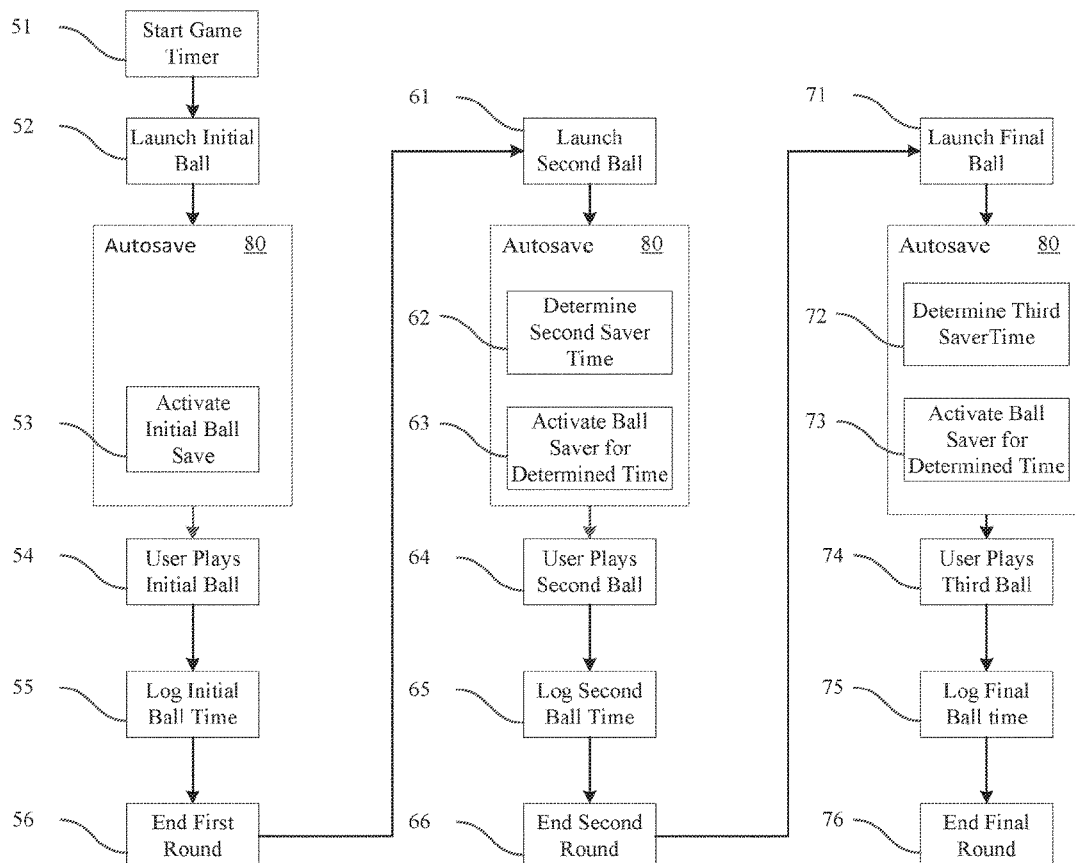 51
Start Game
Timer
52
Launch Initial
Ball
Autosave 80
53
Activate
Initial Ball
Save
54
User Plays
Initial Ball
55
Log Initial
Ball Time
56
End First
Round
61
Launch
Second Ball
Autosave 80
62
Determine
Second Saver
Time
63
Activate Ball
Saver for
Determined Time
64
User Plays
Second Ball
65
Log Second
Ball Time
66
End Second
Round
71
Launch Final
Ball
Autosave 80
72
Determine Third
SaverTime
73
Activate Ball
Saver for
Determined Time
74
User Plays
Third Ball
75
Log Final
Ball time
76
End Final
Round